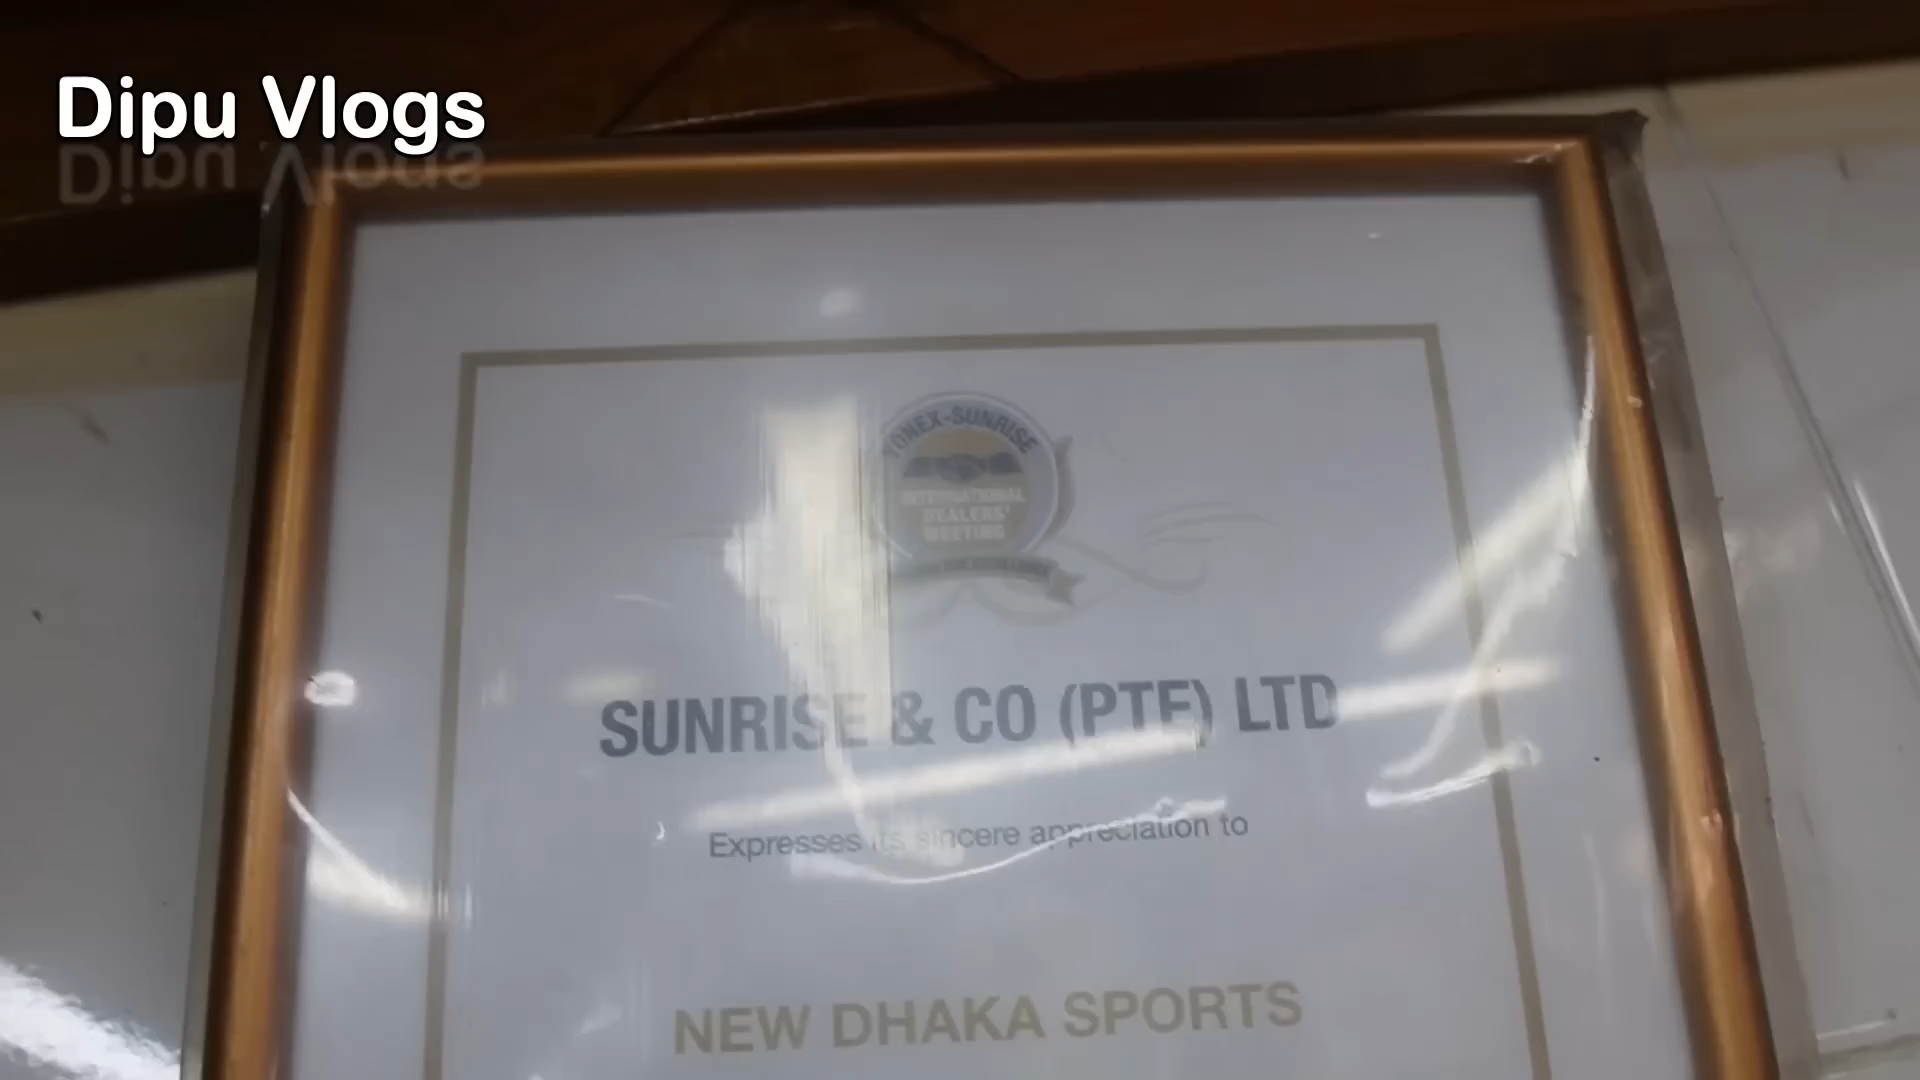 Dipu Vlogs
YONEX-SUNRISE
INTERNATIONAL
DEALERS'
MEETING
SUNRISE & CO (PTE) LTD
Expresses its sincere appreciation to
NEW DHAKA SPORTS